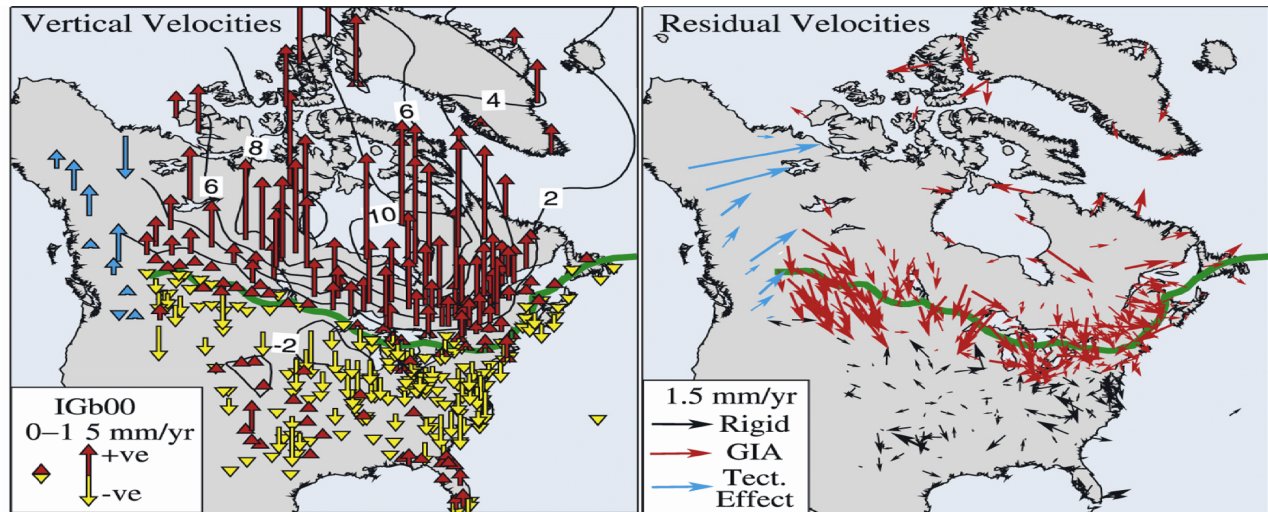 Vertical Velocities
4
6
8
6
2
10
-2
IGb00
0–1 5 mm/yr
+ve
-ve
Residual Velocities
1.5 mm/yr
Rigid
GIA
Tect.
Effect